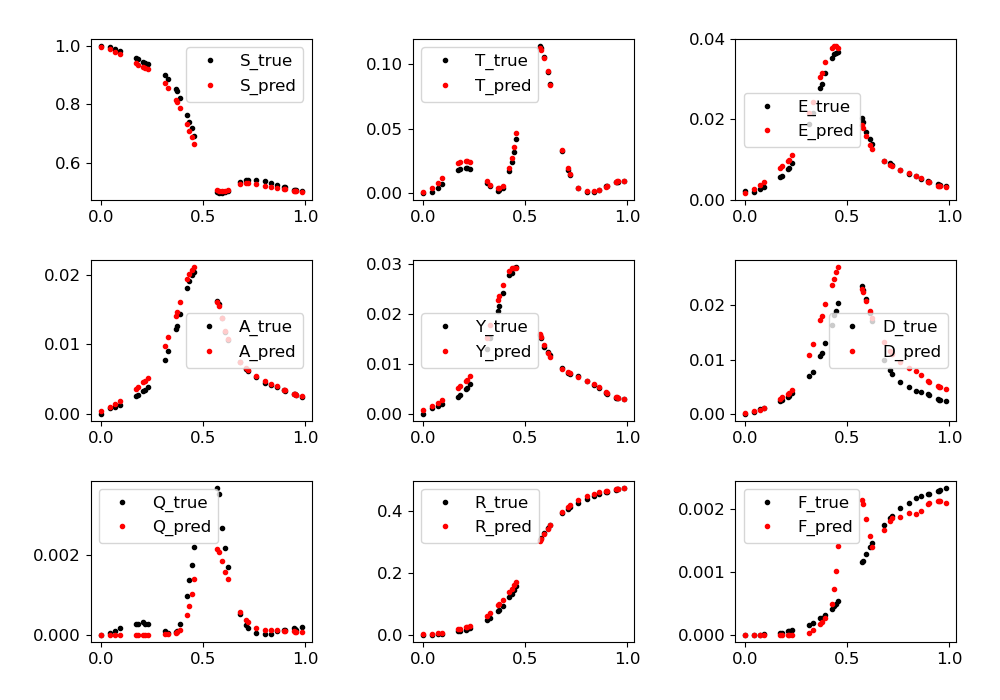 1.0
0.8
0.6
S_true
S_pred
0.0 0.5 1.0
0.10
0.05
0.00
T_true
T_pred
0.0 0.5 1.0
0.04
0.02
0.00
E_true
E_pred
0.0 0.5 1.0
0.02
0.01
0.00
A_true
A_pred
0.0 0.5 1.0
0.03
0.02
0.01
0.00
Y_true
Y_pred
0.0 0.5 1.0
0.02
0.01
0.00
D_true
D_pred
0.0 0.5 1.0
0.002
0.000
Q_true
Q_pred
0.0 0.5 1.0
0.4
0.2
0.0
R_true
R_pred
0.0 0.5 1.0
0.002
0.001
0.000
F_true
F_pred
0.0 0.5 1.0